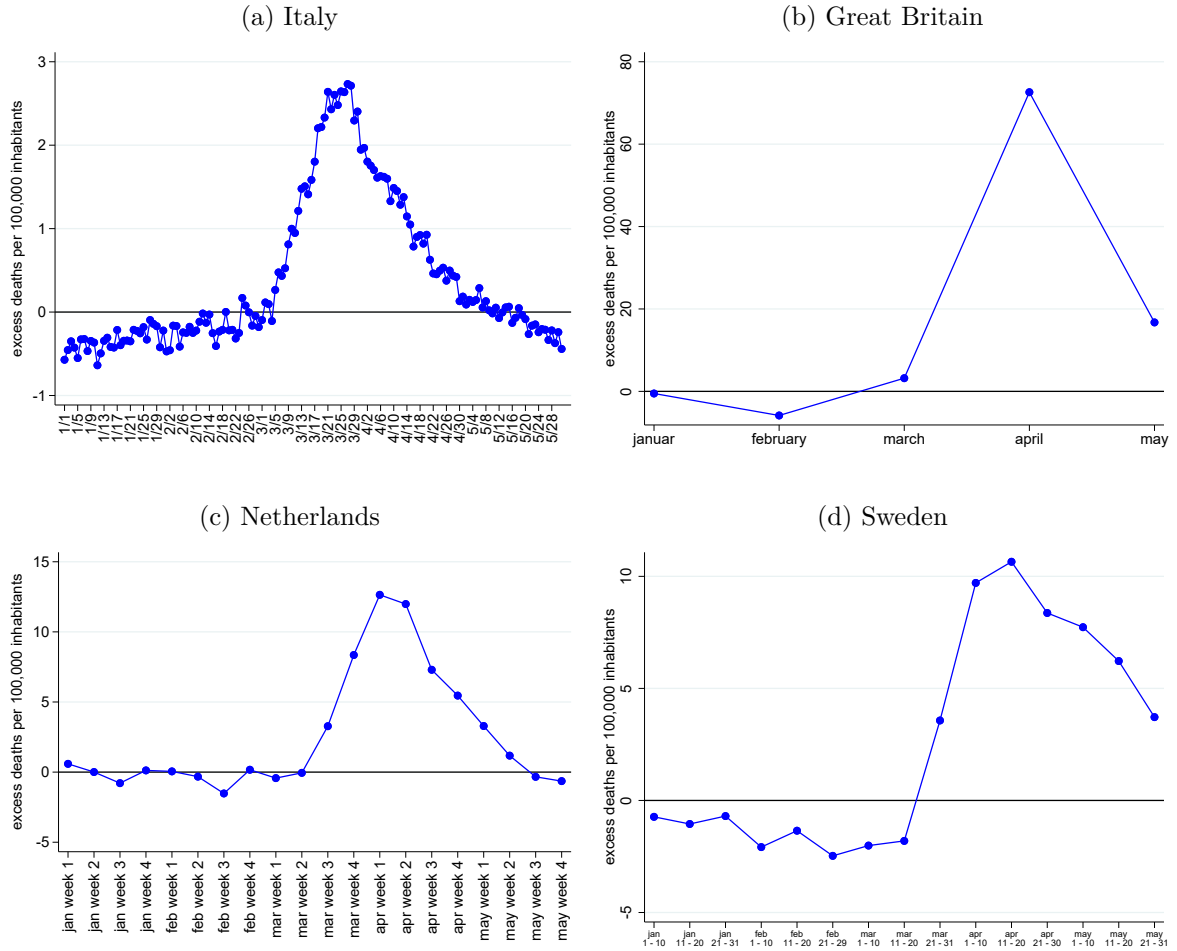 (a) Italy
excess deaths per 100,000 inhabitants
3
2
1
0
-1
1/1 1/5 1/9 1/13 1/17 1/21 1/25 1/29 2/2 2/6 2/10 2/14 2/18 2/22 2/26 3/1 3/5 3/9 3/13 3/17 3/21 3/25 3/29 4/2 4/6 4/10 4/14 4/18 4/22 4/26 4/30 5/4 5/8 5/12 5/16 5/20 5/24 5/28
(b) Great Britain
excess deaths per 100,000 inhabitants
80
60
40
20
0
januar february march april may
(c) Netherlands
excess deaths per 100,000 inhabitants
15
10
5
0
-5
jan week 1
jan week 2
jan week 3
jan week 4
feb week 1
feb week 2
feb week 3
feb week 4
mar week 1
mar week 2
mar week 3
mar week 4
apr week 1
apr week 2
apr week 3
apr week 4
may week 1
may week 2
may week 3
may week 4
(d) Sweden
excess deaths per 100,000 inhabitants
10
5
0
-5
jan jan jan feb feb feb mar mar mar apr apr apr may may may
1 - 10 11 - 20 21 - 31 1 - 10 11 - 20 21 - 29 1 - 10 11 - 20 21 - 31 1 - 10 11 - 20 21 - 30 1 - 10 11 - 20 21 - 31